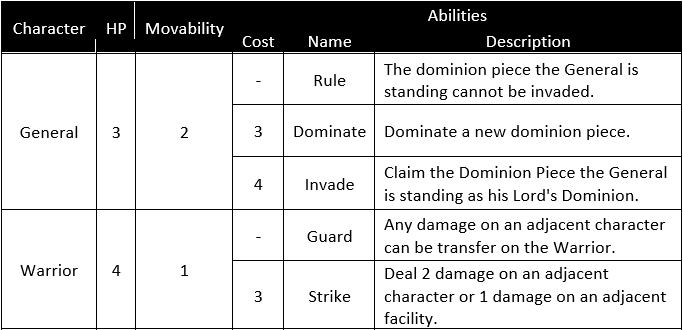 Character HP Movability Abilities
Cost Name Description
General 3 2
- Rule The dominion piece the General is
standing cannot be invaded.
3 Dominate Dominate a new dominion piece.
4 Invade Claim the Dominion Piece the General
is standing as his Lord's Dominion.
Warrior 4 1
- Guard Any damage on an adjacent character
can be transfer on the Warrior.
3 Strike Deal 2 damage on an adjacent
character or 1 damage on an adjacent
facility.